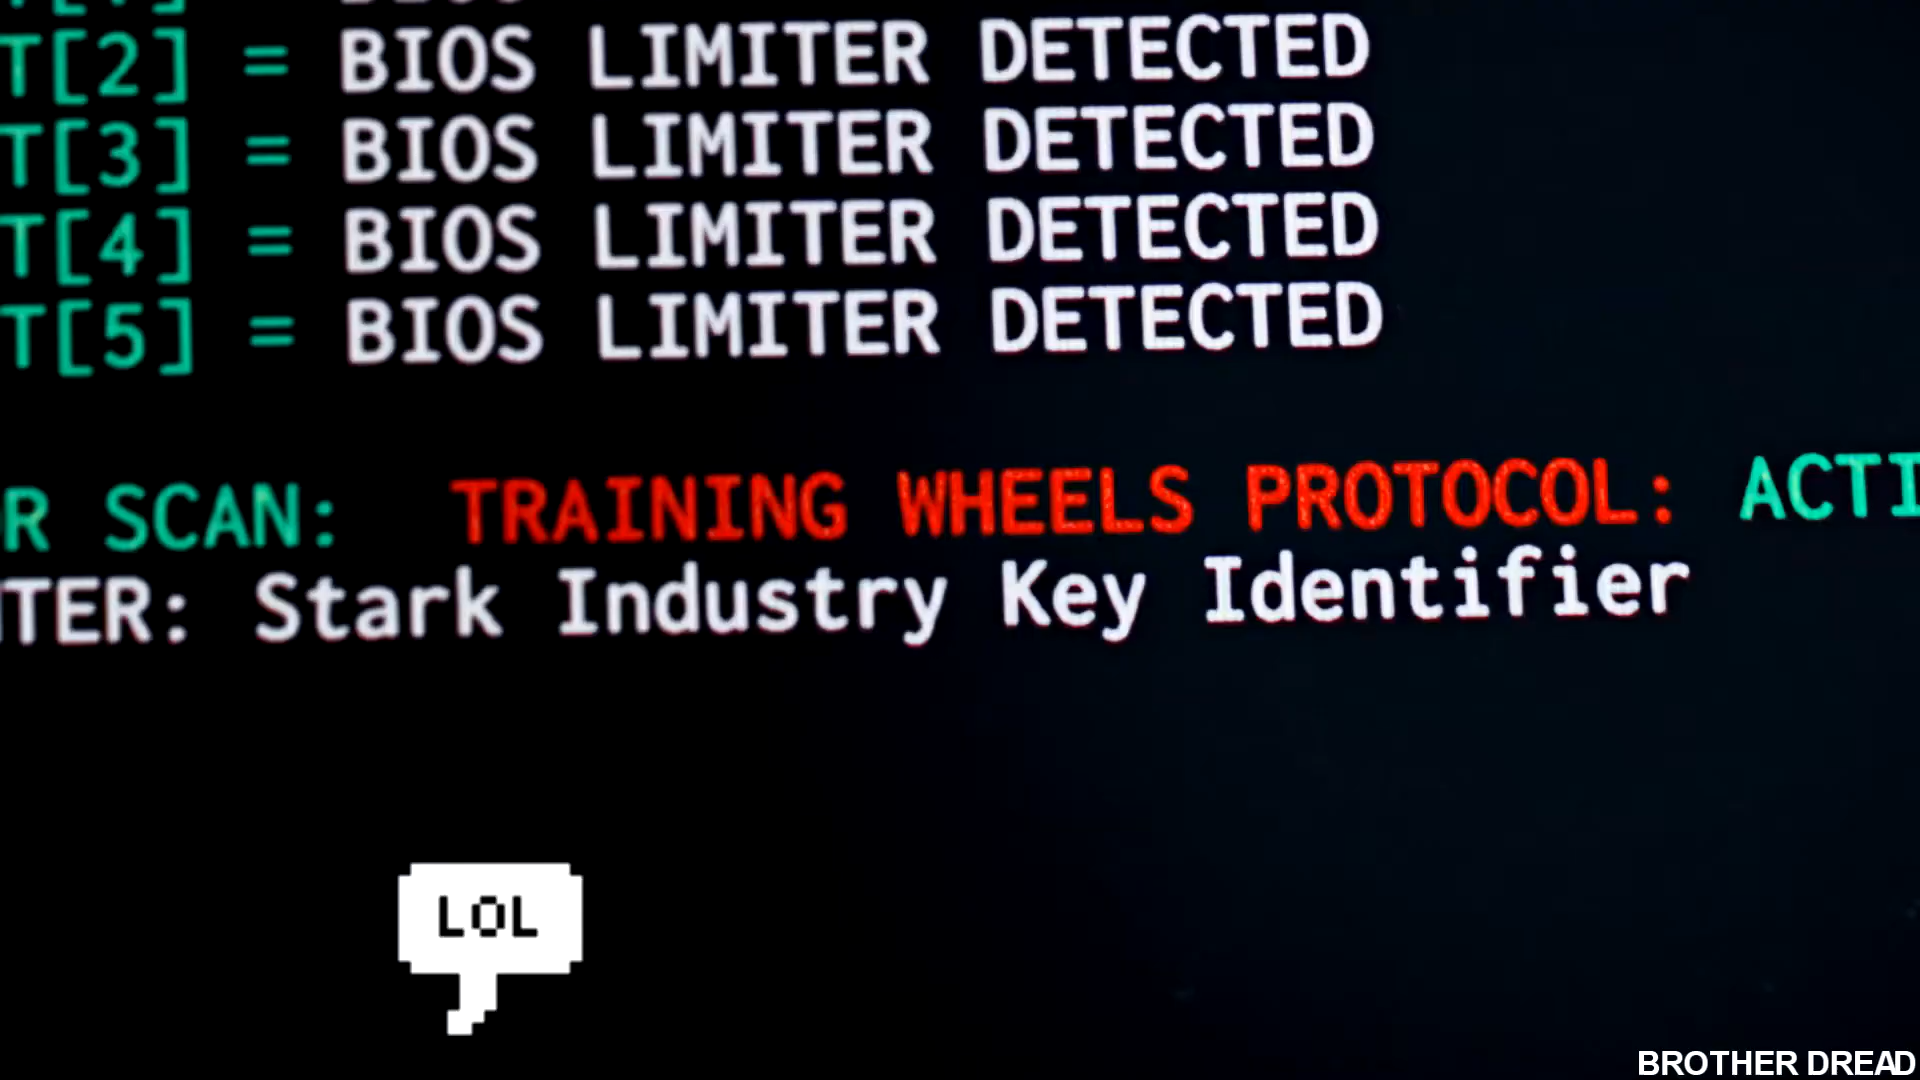 T[2] = BIOS LIMITER DETECTED
T[3] = BIOS LIMITER DETECTED
T[4] = BIOS LIMITER DETECTED
T[5] = BIOS LIMITER DETECTED
R SCAN: TRAINING WHEELS PROTOCOL: ACTI
ITER: Stark Industry Key Identifier
LOL
BROTHER DREAD